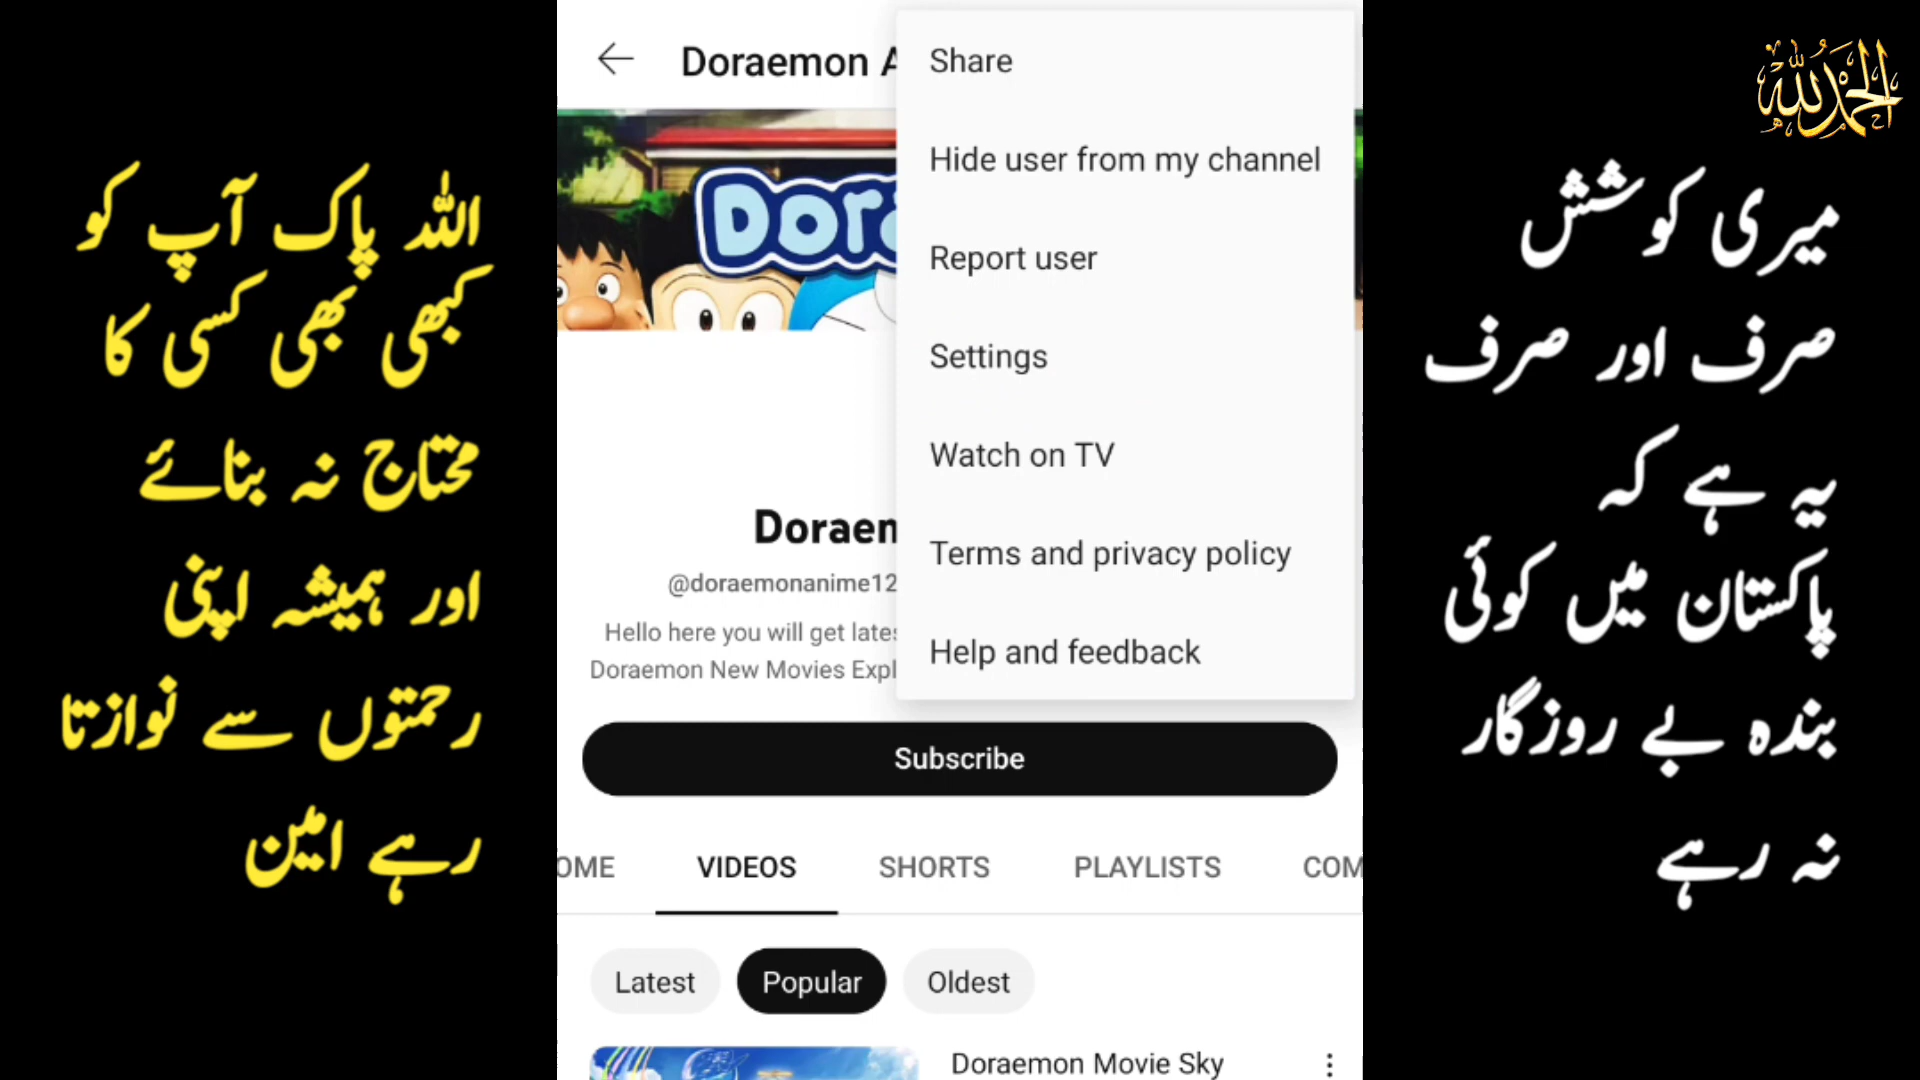 الحمدللہ
اللہ پاک آپ کو
کبھی بھی کسی کا
محتاج نہ بنائے
اور ہمیشہ اپنی
رحمتوں سے نوازتا
رہے امین
Doraemon A
Dora
Doraem
@doraemonanime12
Hello here you will get lates
Doraemon New Movies Expl
Share
Hide user from my channel
Report user
Settings
Watch on TV
Terms and privacy policy
Help and feedback
Subscribe
OME VIDEOS SHORTS PLAYLISTS COM
Latest Popular Oldest
Doraemon Movie Sky
میری کوشش
صرف اور صرف
یہ ہے کہ
پاکستان میں کوئی
بندہ بے روزگار
نہ رہے